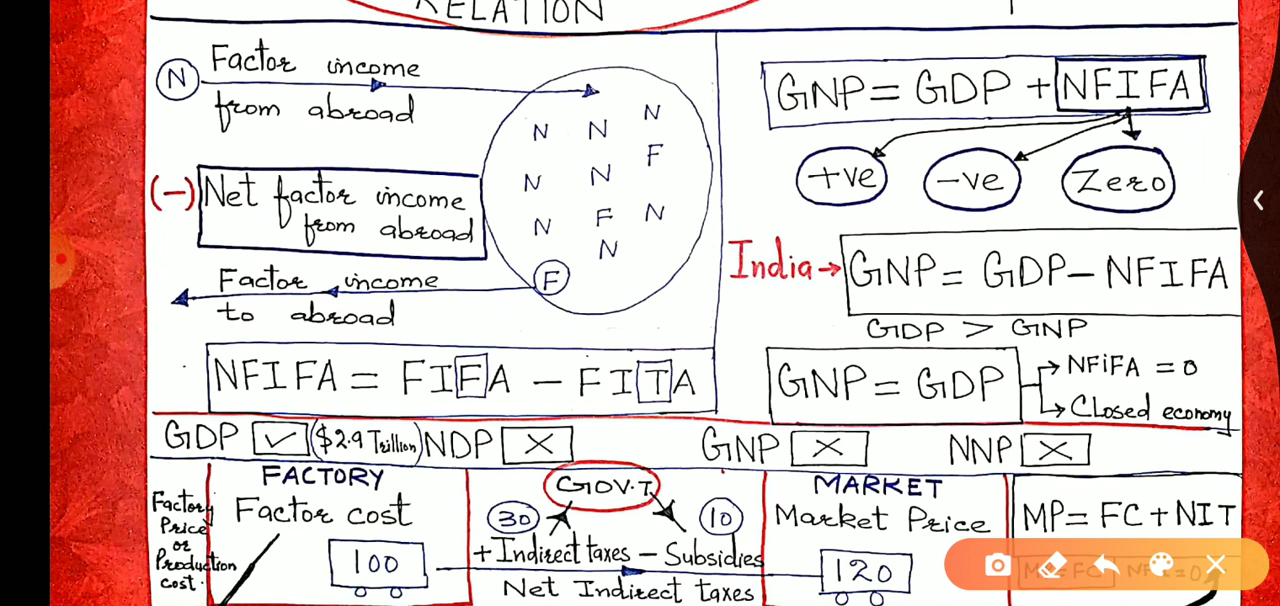 RELATION
N
Factor income
from abroad
(-) Net factor income
from abroad
Factor income
to abroad
N N N
F
N N
N F N
N
F
NFIFA = FIFA - FITA
GNP = GDP + NFIFA
+ve -ve Zero
India → GNP = GDP - NFIFA
GDP > GNP
GNP = GDP
→ NFiFA = 0
→ Closed economy
GDP ✓ ($2.9 Trillion) NDP X GNP X NNP X
Factory
Price
or
Production
cost.
FACTORY
Factor cost
100
GOV.T
30 10
+ Indirect taxes - Subsidies
Net Indirect taxes
MARKET
Market Price
120
MP = FC + NIT